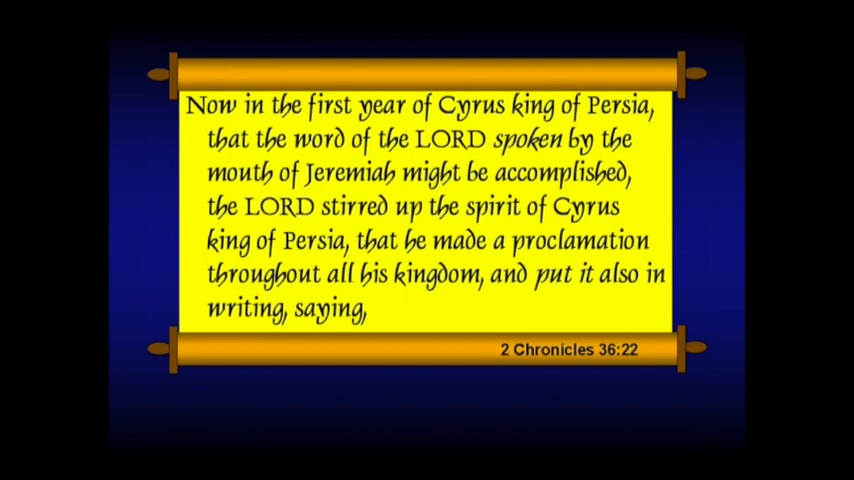 Now in the first year of Cyrus king of Persia,
that the word of the LORD spoken by the
mouth of Jeremiah might be accomplished,
the LORD stirred up the spirit of Cyrus
king of Persia, that he made a proclamation
throughout all his kingdom, and put it also in
writing, saying,
2 Chronicles 36:22